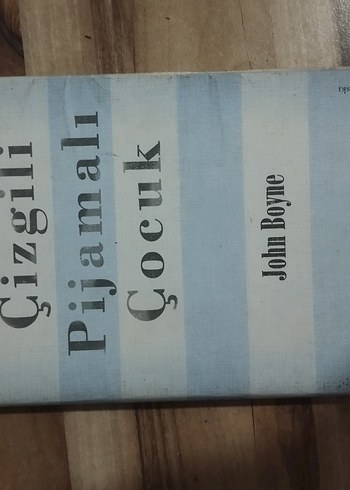 Çizgili
Pijamalı
Çocuk
John Boyne